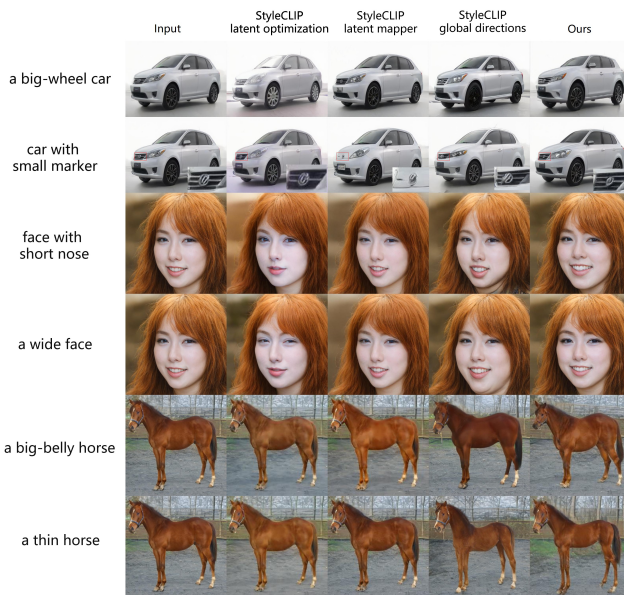 Input
StyleCLIP
latent optimization
StyleCLIP
latent mapper
StyleCLIP
global directions
Ours
a big-wheel car
car with
small marker
face with
short nose
a wide face
a big-belly horse
a thin horse